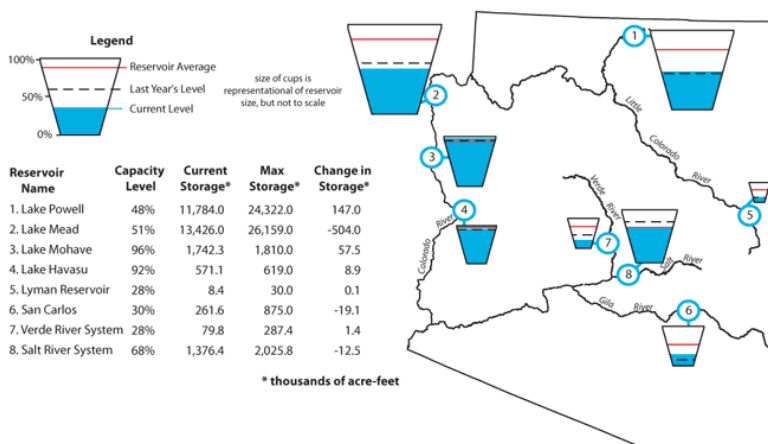 Legend
100%
50%
0%
Reservoir Average
Last Year's Level
Current Level
size of cups is
representational of reservoir
size, but not to scale
Reservoir Name Capacity Level Current Storage* Max Storage* Change in Storage*
1. Lake Powell 48% 11,784.0 24,322.0 147.0
2. Lake Mead 51% 13,426.0 26,159.0 -504.0
3. Lake Mohave 96% 1,742.3 1,810.0 57.5
4. Lake Havasu 92% 571.1 619.0 8.9
5. Lyman Reservoir 28% 8.4 30.0 0.1
6. San Carlos 30% 261.6 875.0 -19.1
7. Verde River System 28% 79.8 287.4 1.4
8. Salt River System 68% 1,376.4 2,025.8 -12.5
* thousands of acre-feet
1
2
3
4
5
6
7
8
Little Colorado River
Verde River
Colorado River
Salt River
Gila River